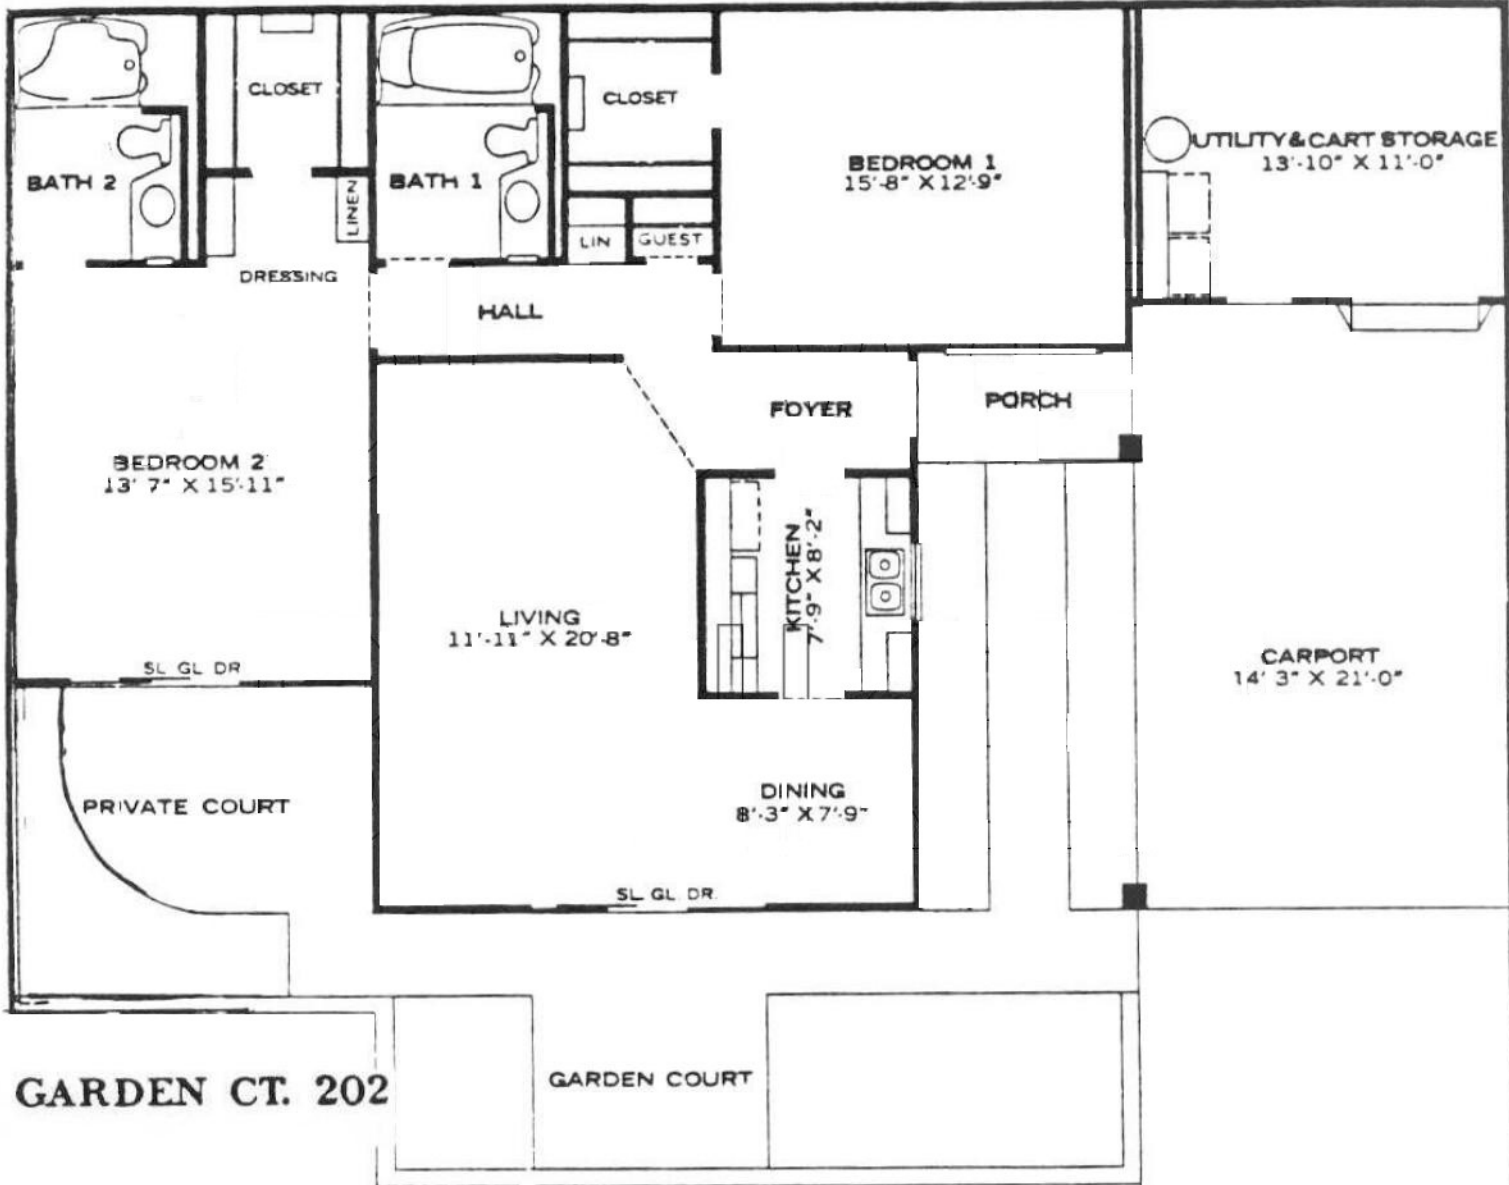 CLOSET
CLOSET
UTILITY & CART STORAGE
13'-10" X 11'-0"
BEDROOM 1
15'-8" X 12'-9"
BATH 2
BATH 1
LINEN
LIN
GUEST
DRESSING
HALL
FOYER
PORCH
BEDROOM 2
13' 7" X 15'-11"
KITCHEN
7'-9" X 8'-2"
LIVING
11'-11" X 20'-8"
CARPORT
14' 3" X 21'-0"
SL GL DR
DINING
8'-3" X 7'-9"
PRIVATE COURT
SL GL DR.
GARDEN COURT
GARDEN CT. 202